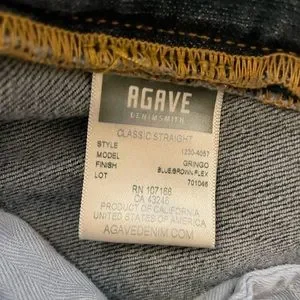 AGAVE
DENIMSMITH
CLASSIC STRAIGHT
STYLE 1230-4057
MODEL GRINGO
FINISH BLUE/BROWN FLEX
LOT 701046
RN 107166
CA 43248
PRODUCT OF CALIFORNIA
UNITED STATES OF AMERICA
AGAVEDENIM.COM